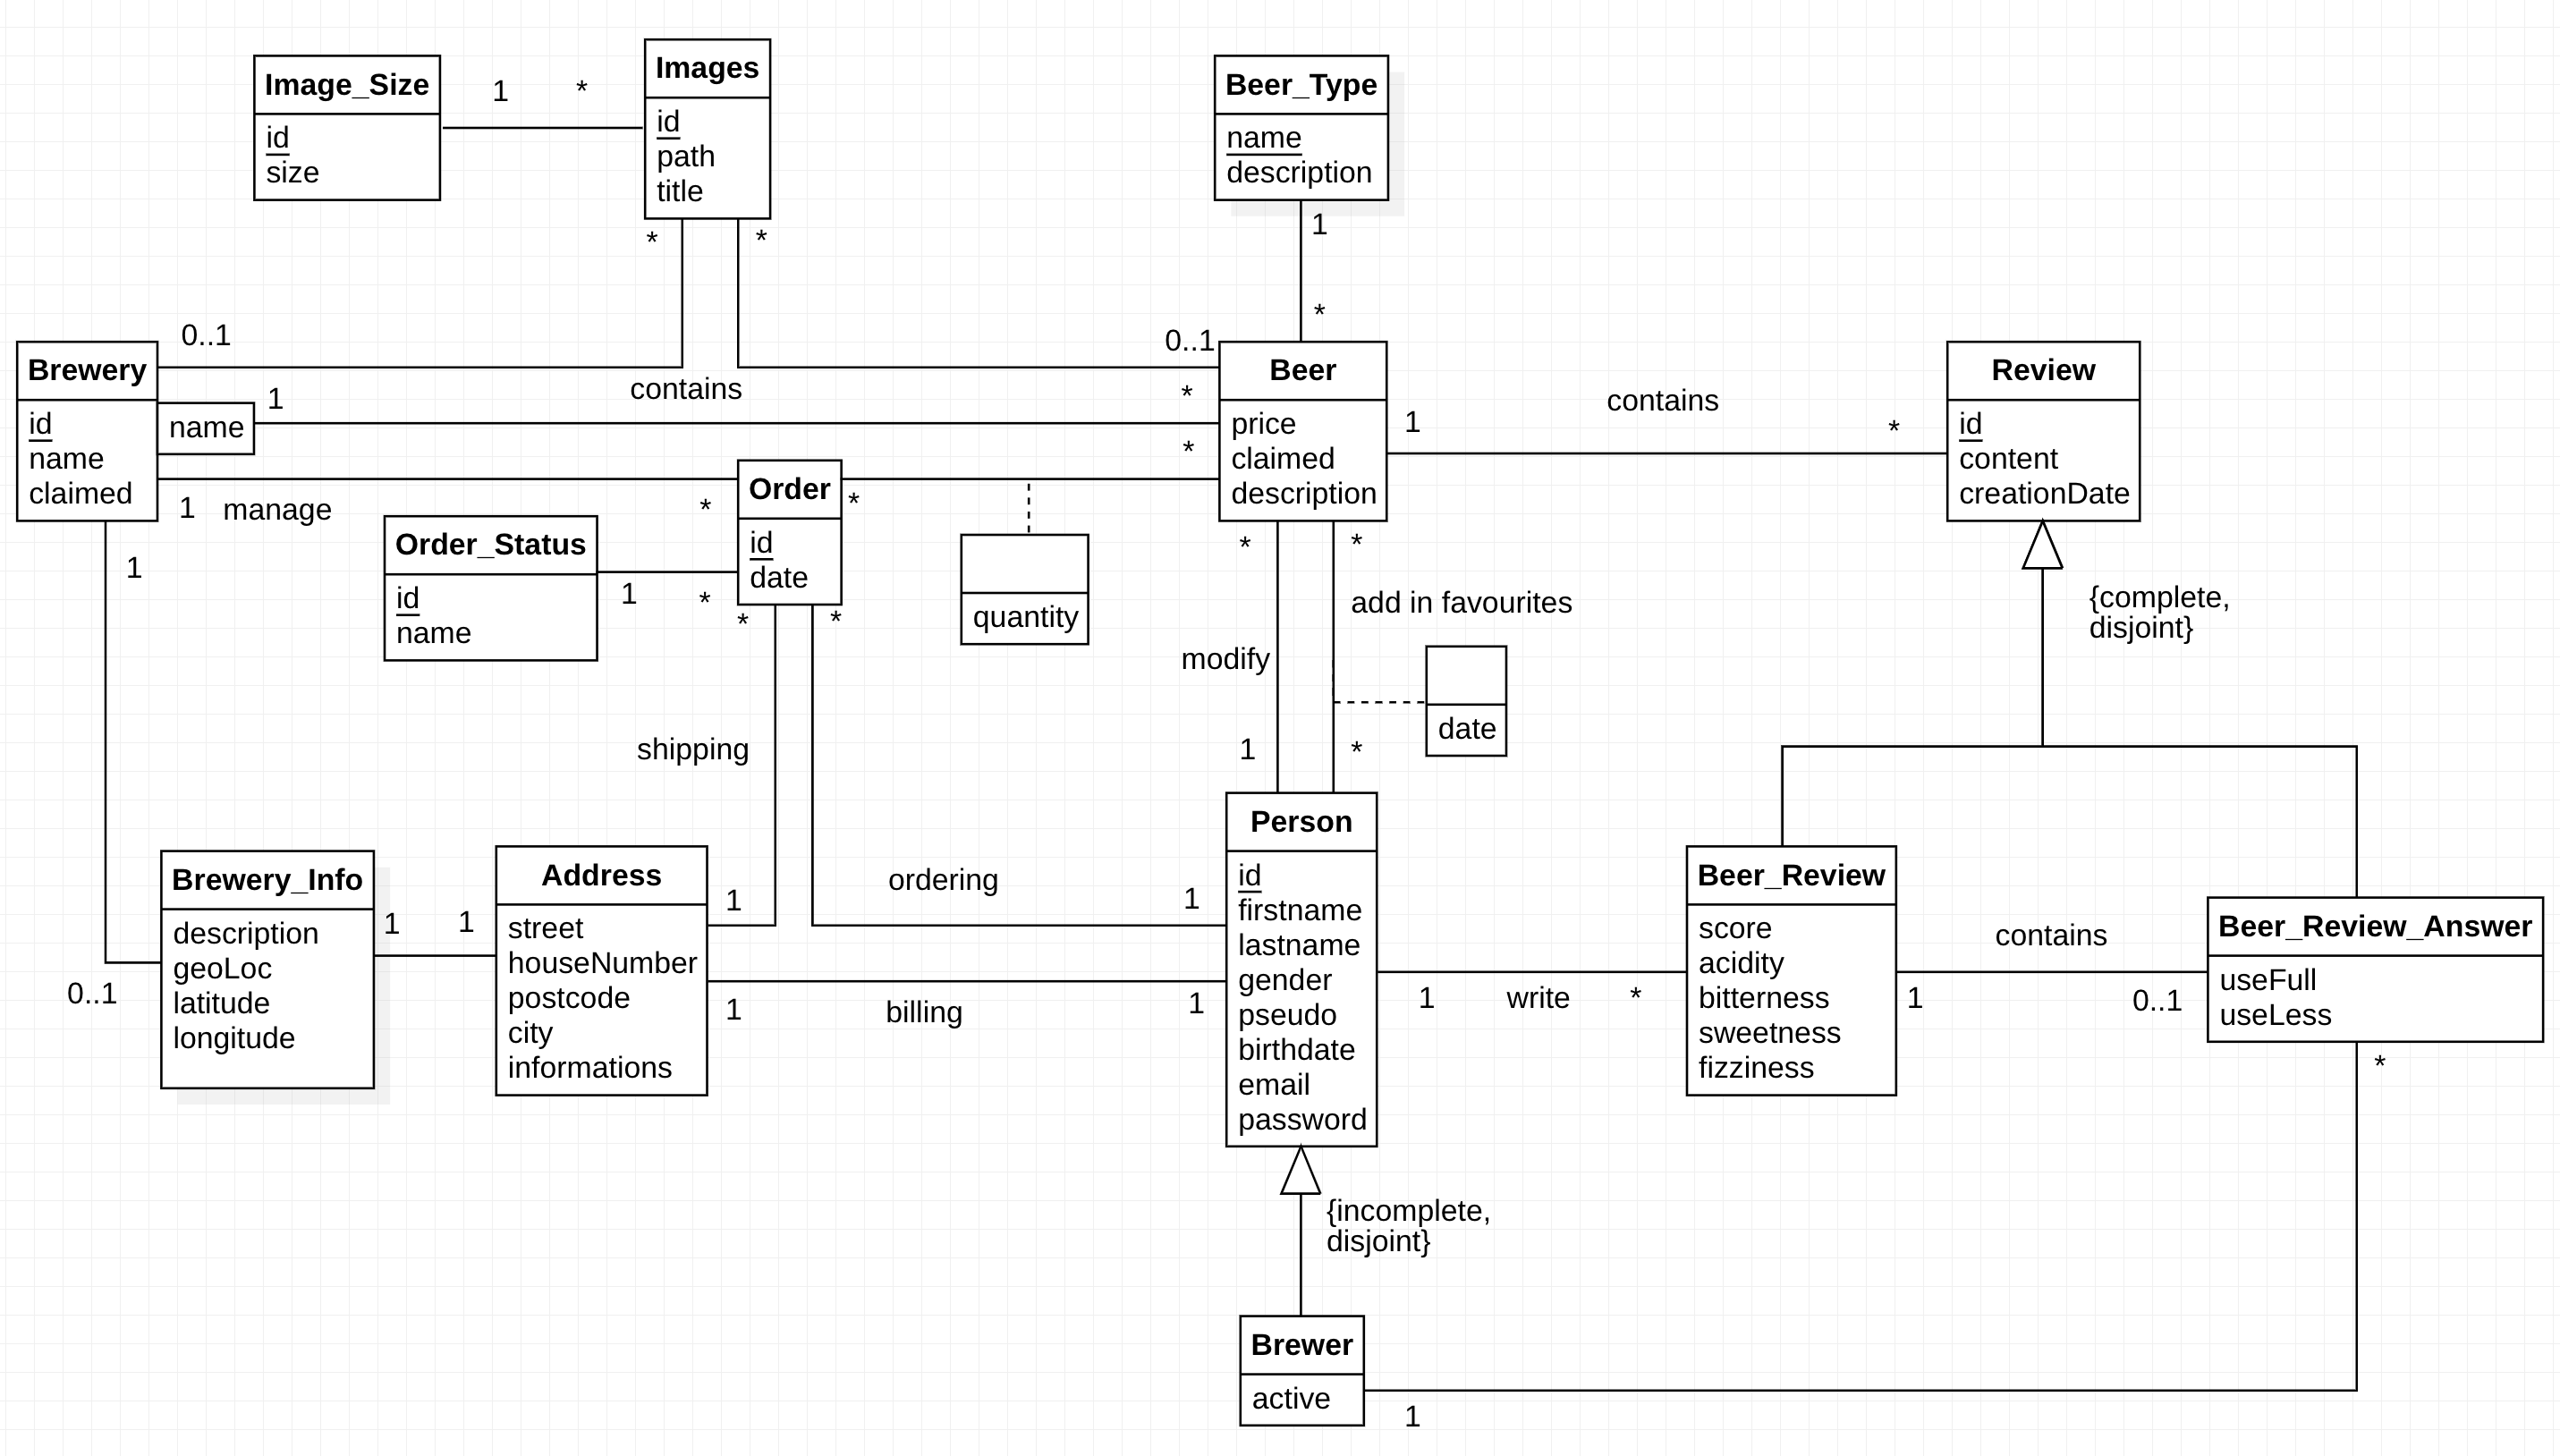 Image_Size
id
size
1
*
Images
id
path
title
*
*
Beer_Type
name
description
1
*
0..1
0..1
Brewery
id
name
claimed
name
1
contains
*
Beer
price
claimed
description
1
contains
*
Review
id
content
creationDate
1
manage
*
Order
id
date
*
*
Order_Status
id
name
1
*
*
*
quantity
*
*
add in favourites
modify
date
1
*
{complete,
disjoint}
1
0..1
shipping
Brewery_Info
description
geoLoc
latitude
longitude
1
1
Address
street
houseNumber
postcode
city
informations
1
ordering
1
1
billing
1
Person
id
firstname
lastname
gender
pseudo
birthdate
email
password
1
write
*
Beer_Review
score
acidity
bitterness
sweetness
fizziness
1
contains
0..1
Beer_Review_Answer
useFull
useLess
*
{incomplete,
disjoint}
Brewer
active
1